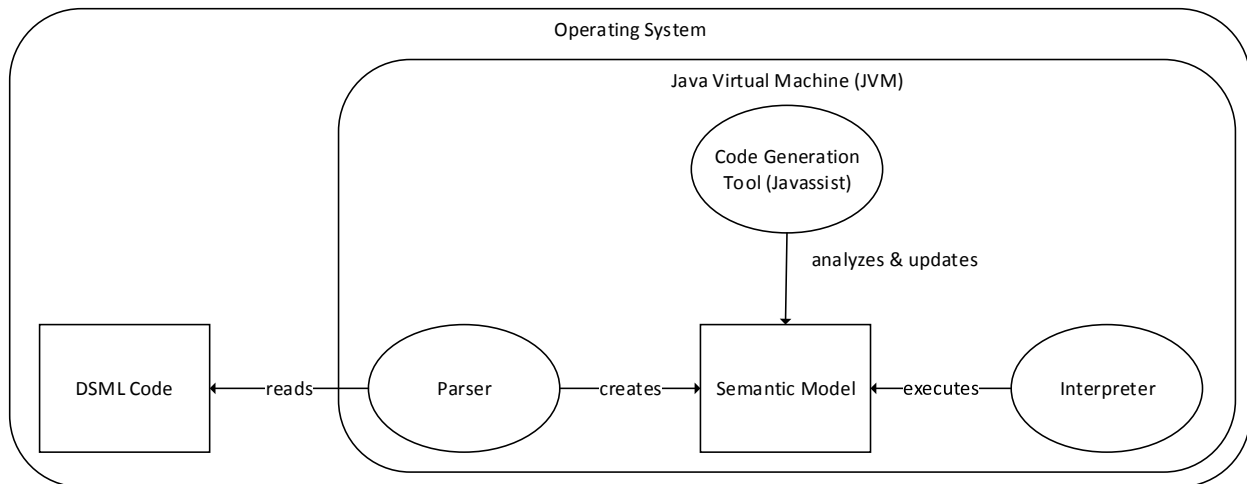 Operating System
Java Virtual Machine (JVM)
Code Generation
Tool (Javassist)
analyzes & updates
DSML Code
reads
Parser
creates
Semantic Model
executes
Interpreter